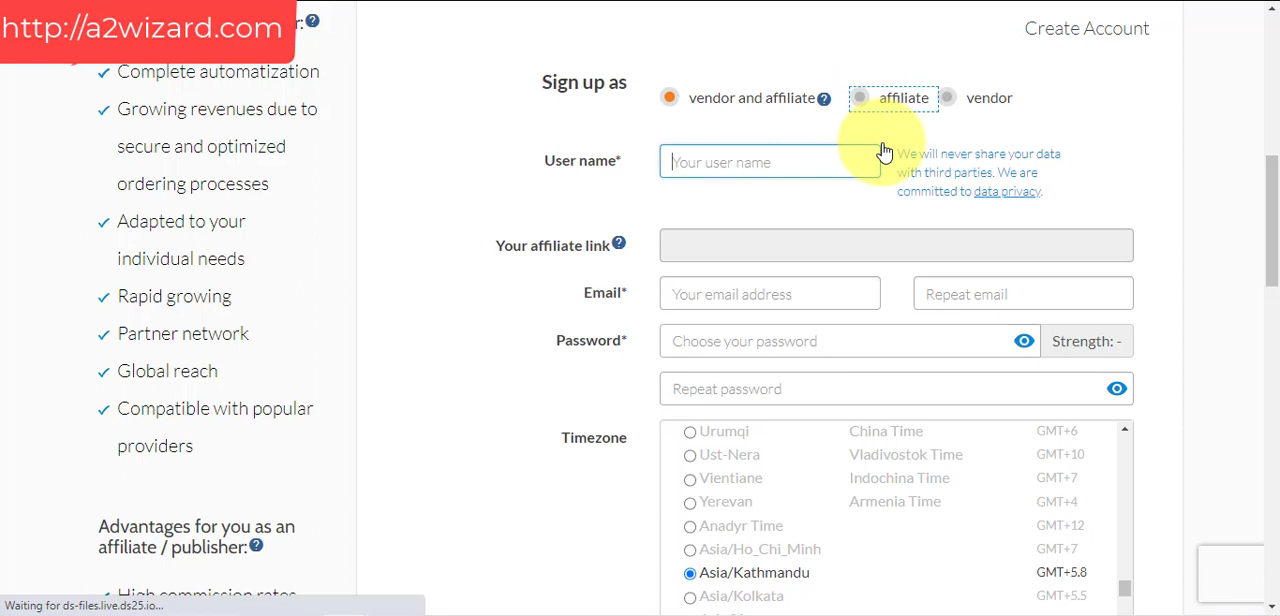 http://a2wizard.com
r:
Complete automatization
Growing revenues due to
secure and optimized
ordering processes
Adapted to your
individual needs
Rapid growing
Partner network
Global reach
Compatible with popular
providers
Advantages for you as an
affiliate / publisher:
High commission rates
Create Account
Sign up as
vendor and affiliate
affiliate
vendor
User name*
Your user name
We will never share your data
with third parties. We are
committed to data privacy.
Your affiliate link
Email*
Your email address
Repeat email
Password*
Choose your password
Strength: -
Repeat password
Timezone
Urumqi China Time GMT+6
Ust-Nera Vladivostok Time GMT+10
Vientiane Indochina Time GMT+7
Yerevan Armenia Time GMT+4
Anadyr Time GMT+12
Asia/Ho_Chi_Minh GMT+7
Asia/Kathmandu GMT+5.8
Asia/Kolkata GMT+5.5
Waiting for ds-files.live.ds25.io...